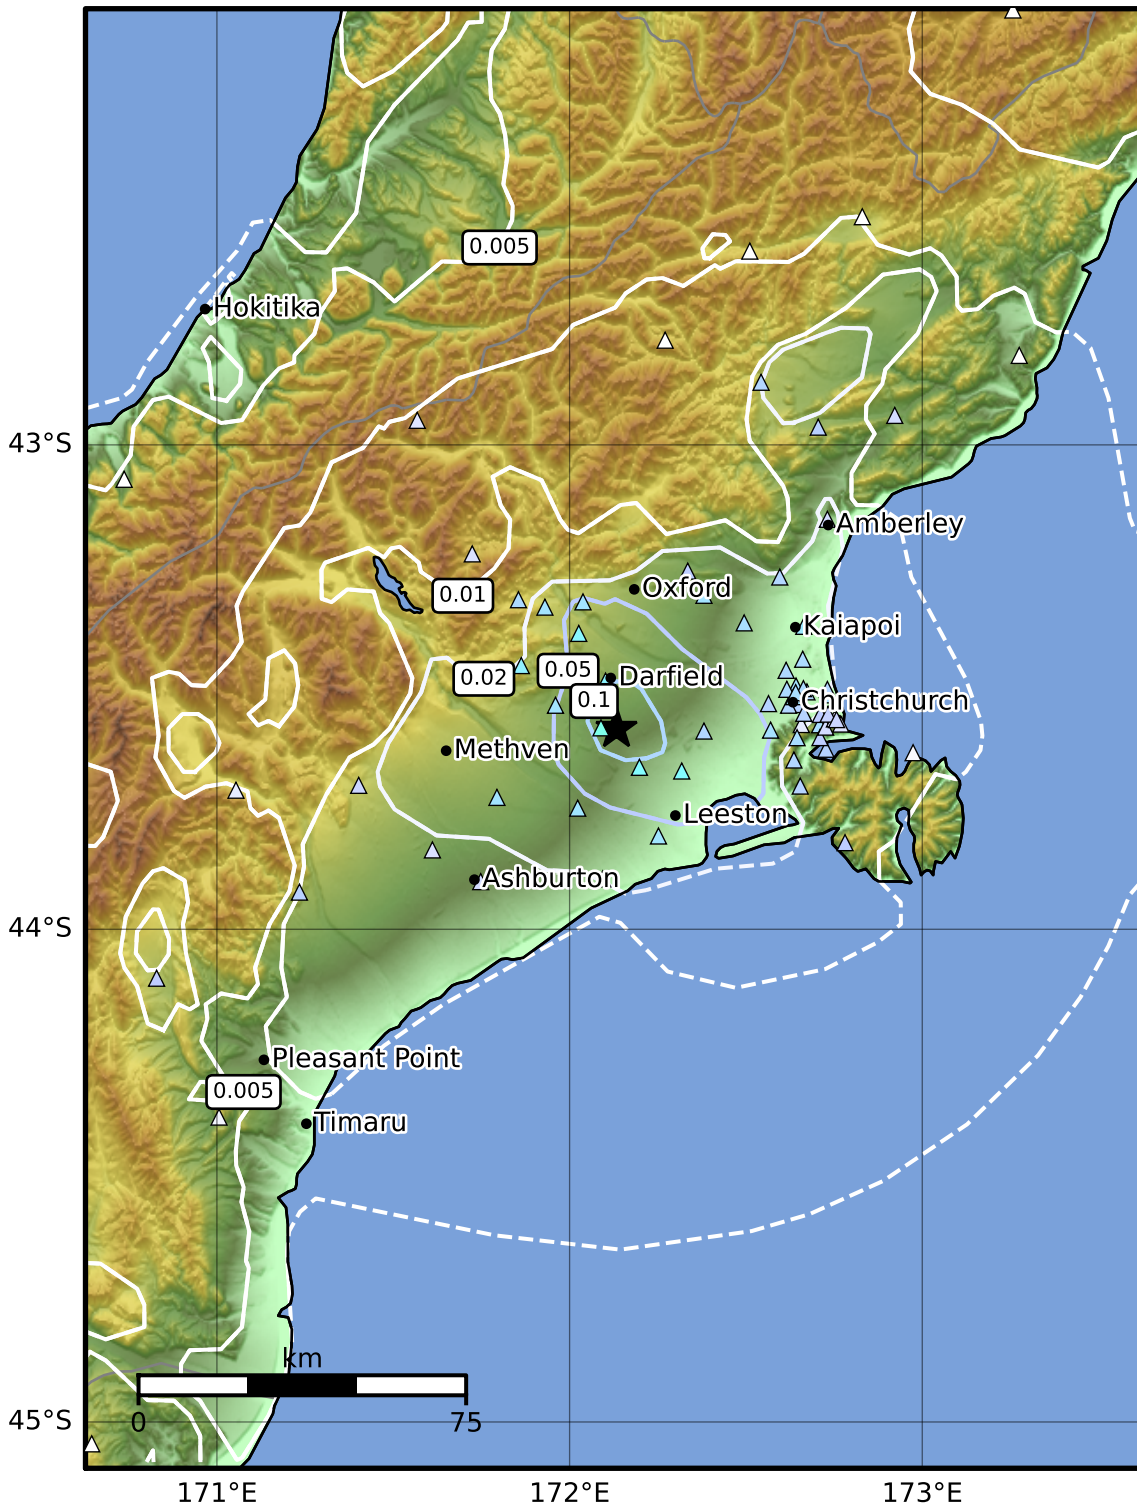 0.005
Hokitika
43°S
Amberley
Oxford
0.01
Kaiapoi
0.05
Darfield
0.02
0.1
Christchurch
Methven
Leeston
Ashburton
44°S
Pleasant Point
0.005
Timaru
km
0 75
45°S
171°E 172°E 173°E